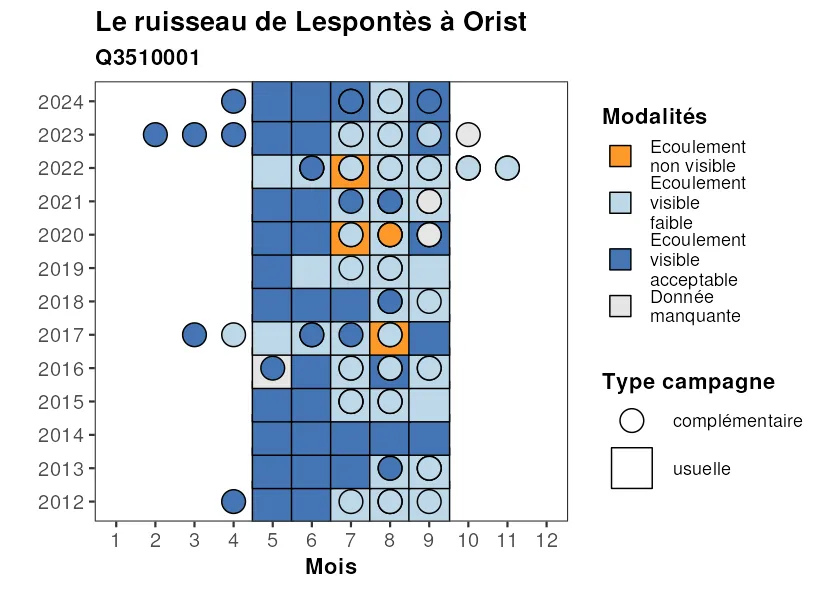 Le ruisseau de Lespontès à Orist
Q3510001
2024
2023
2022
2021
2020
2019
2018
2017
2016
2015
2014
2013
2012
1 2 3 4 5 6 7 8 9 10 11 12
Mois
Modalités
Ecoulement
non visible
Ecoulement
visible
faible
Ecoulement
visible
acceptable
Donnée
manquante
Type campagne
complémentaire
usuelle